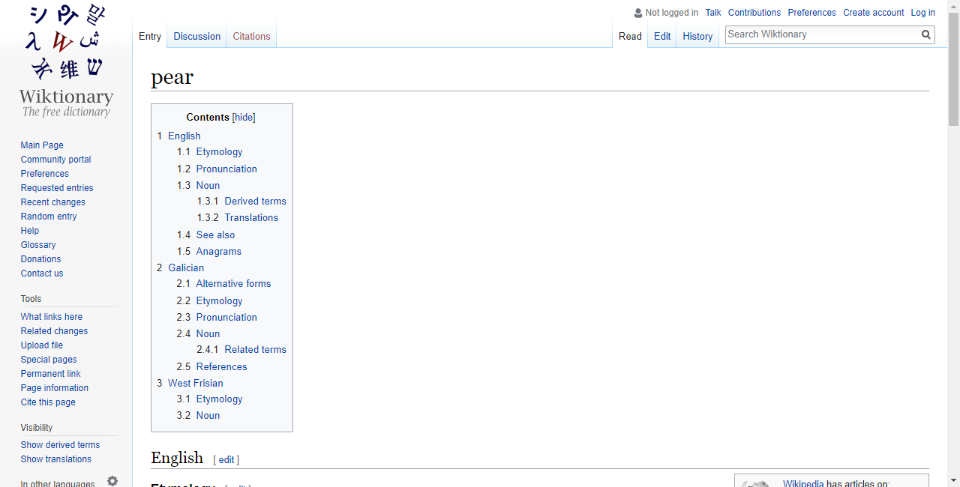 Not logged in Talk Contributions Preferences Create account Log in
Entry Discussion Citations Read Edit History Search Wiktionary
Wiktionary
The free dictionary
Main Page
Community portal
Preferences
Requested entries
Recent changes
Random entry
Help
Glossary
Donations
Contact us
Tools
What links here
Related changes
Upload file
Special pages
Permanent link
Page information
Cite this page
Visibility
Show derived terms
Show translations
In other languages
pear
Contents [hide]
1 English
1.1 Etymology
1.2 Pronunciation
1.3 Noun
1.3.1 Derived terms
1.3.2 Translations
1.4 See also
1.5 Anagrams
2 Galician
2.1 Alternative forms
2.2 Etymology
2.3 Pronunciation
2.4 Noun
2.4.1 Related terms
2.5 References
3 West Frisian
3.1 Etymology
3.2 Noun
English [ edit ]
Etymology
Wikipedia has articles on: